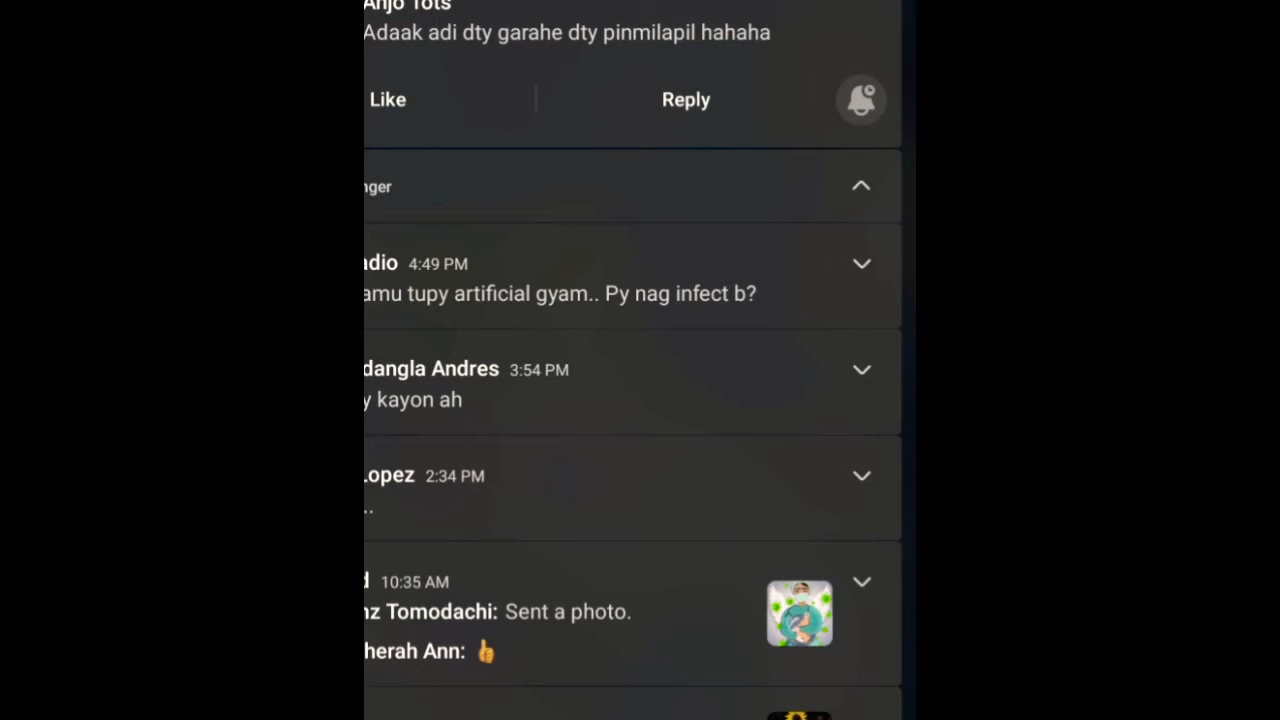 Anjo Tots
Adaak adi dty garahe dty pinmilapil hahaha
Like
Reply
nger
adio 4:49 PM
amu tupy artificial gyam.. Py nag infect b?
dangla Andres 3:54 PM
y kayon ah
Lopez 2:34 PM
..
d 10:35 AM
nz Tomodachi: Sent a photo.
herah Ann: 👍